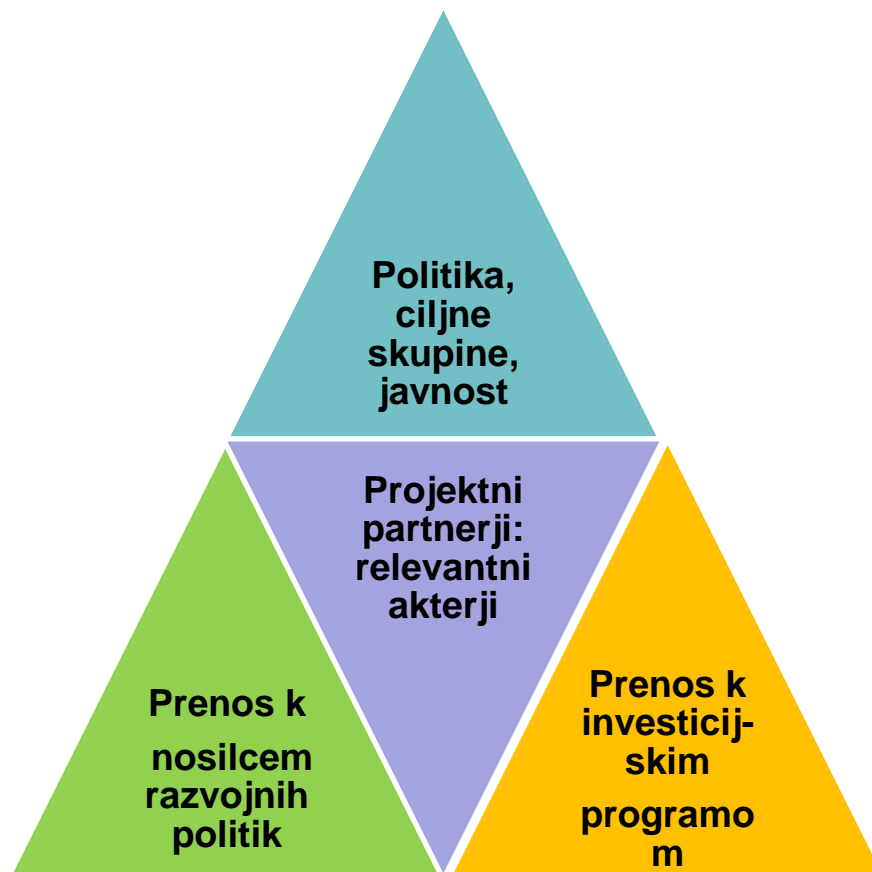 Politika,
ciljne
skupine,
javnost
Projektni
partnerji:
relevantni
akterji
Prenos k
nosilcem
razvojnih
politik
Prenos k
investicij-
skim
programo
m